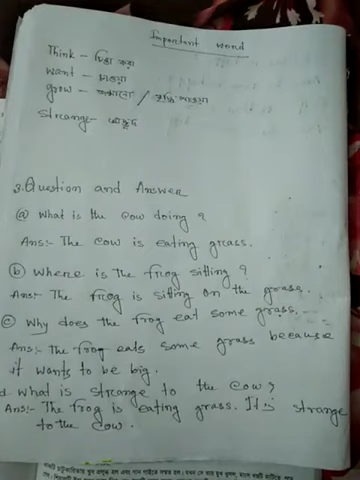 Important word
Think - চিন্তা করা
want - চাওয়া
grow - জন্মানো / বৃদ্ধি পাওয়া
strange - অদ্ভুত
3. Question and Answer
(a) What is the cow doing?
Ans:- The cow is eating grass.
(b) Where is the frog sitting?
Ans:- The frog is sitting on the grass.
(c) Why does the frog eat some grass.
Ans:- The frog eats some grass because
it wants to be big.
d. What is strange to the cow?
Ans:- The frog is eating grass. It is strange
to the cow.